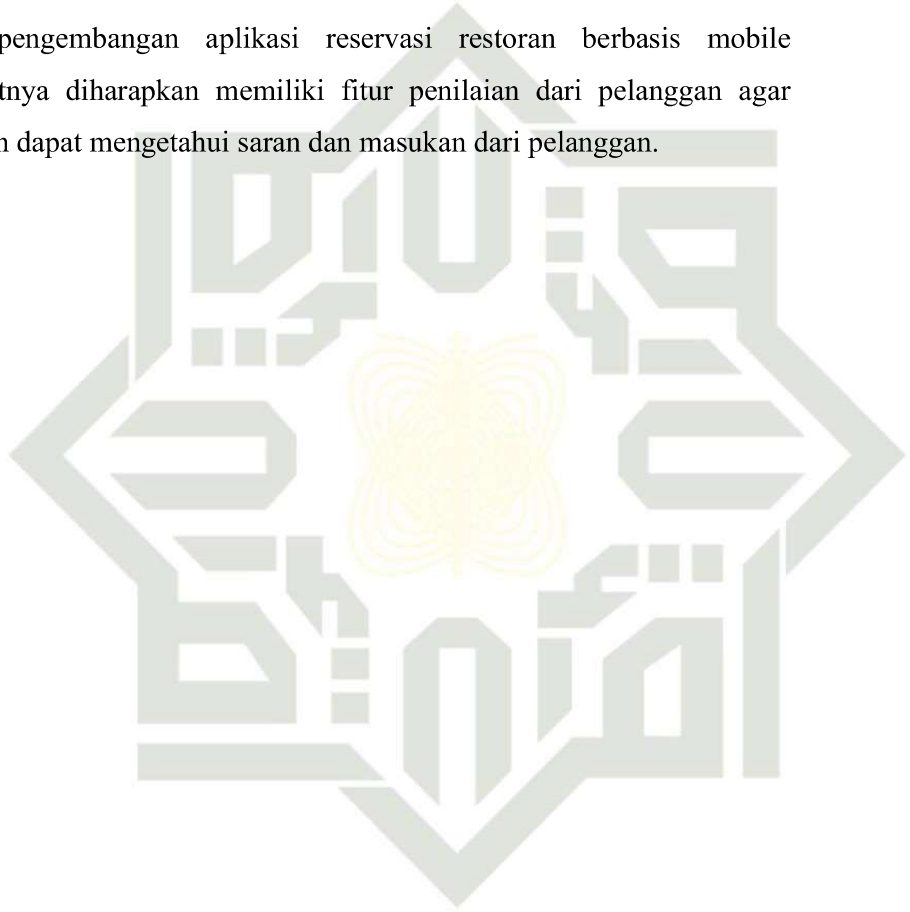 pengembangan aplikasi reservasi restoran berbasis mobile
tnya diharapkan memiliki fitur penilaian dari pelanggan agar
n dapat mengetahui saran dan masukan dari pelanggan.